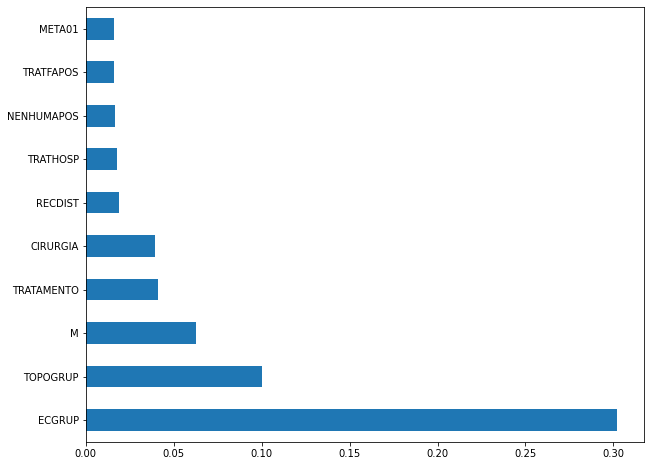 META01
TRATFAPOS
NENHUMAPOS
TRATHOSP
RECDIST
CIRURGIA
TRATAMENTO
M
TOPOGRUP
ECGRUP
0.00 0.05 0.10 0.15 0.20 0.25 0.30